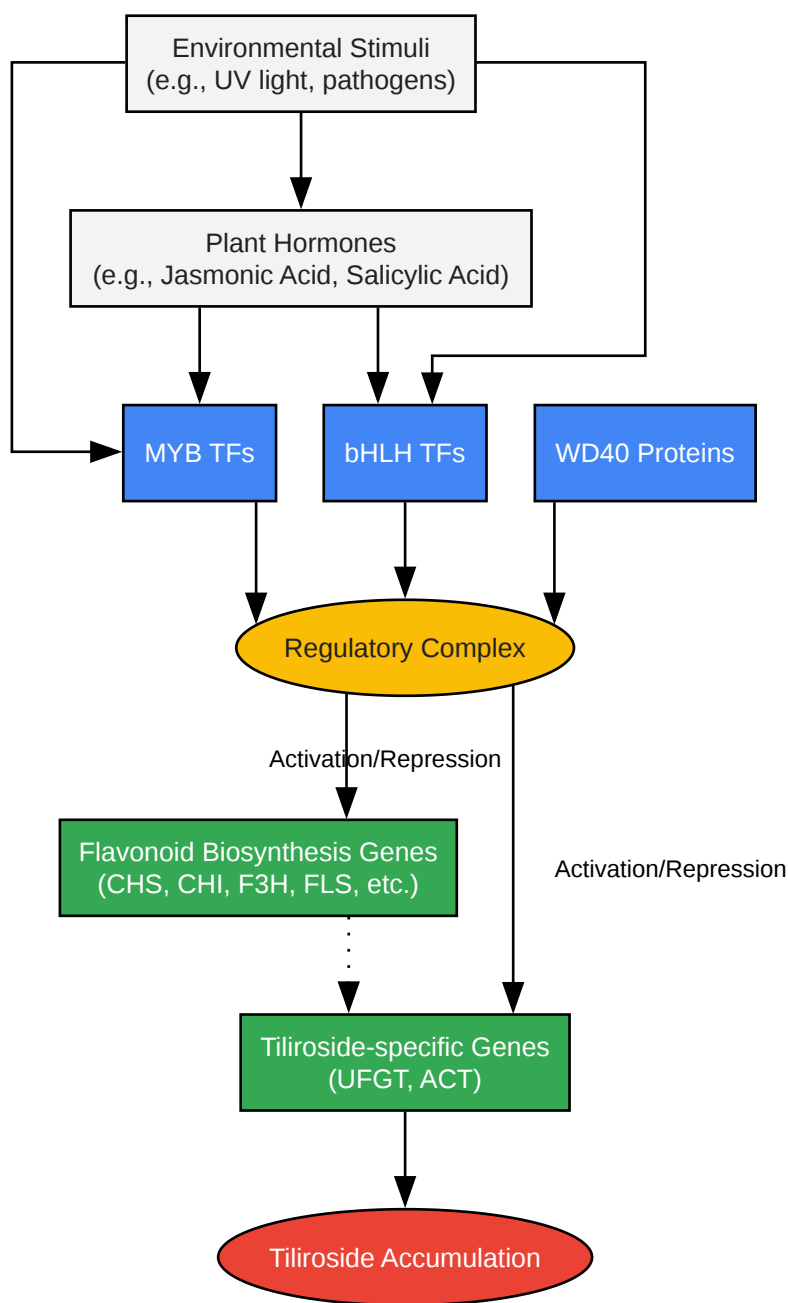 Environmental Stimuli
(e.g., UV light, pathogens)
Plant Hormones
(e.g., Jasmonic Acid, Salicylic Acid)
MYB TFs
bHLH TFs
WD40 Proteins
Regulatory Complex
Activation/Repression
Flavonoid Biosynthesis Genes
(CHS, CHI, F3H, FLS, etc.)
Activation/Repression
Tiliroside-specific Genes
(UFGT, ACT)
Tiliroside Accumulation